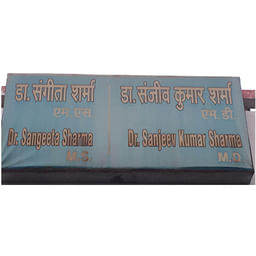 डा. संगीता शर्मा
एम एस
Dr. Sangeeta Sharma
M.S
डा. संजीव कुमार शर्मा
एम. डी
Dr. Sanjeev Kumar Sharma
M.D